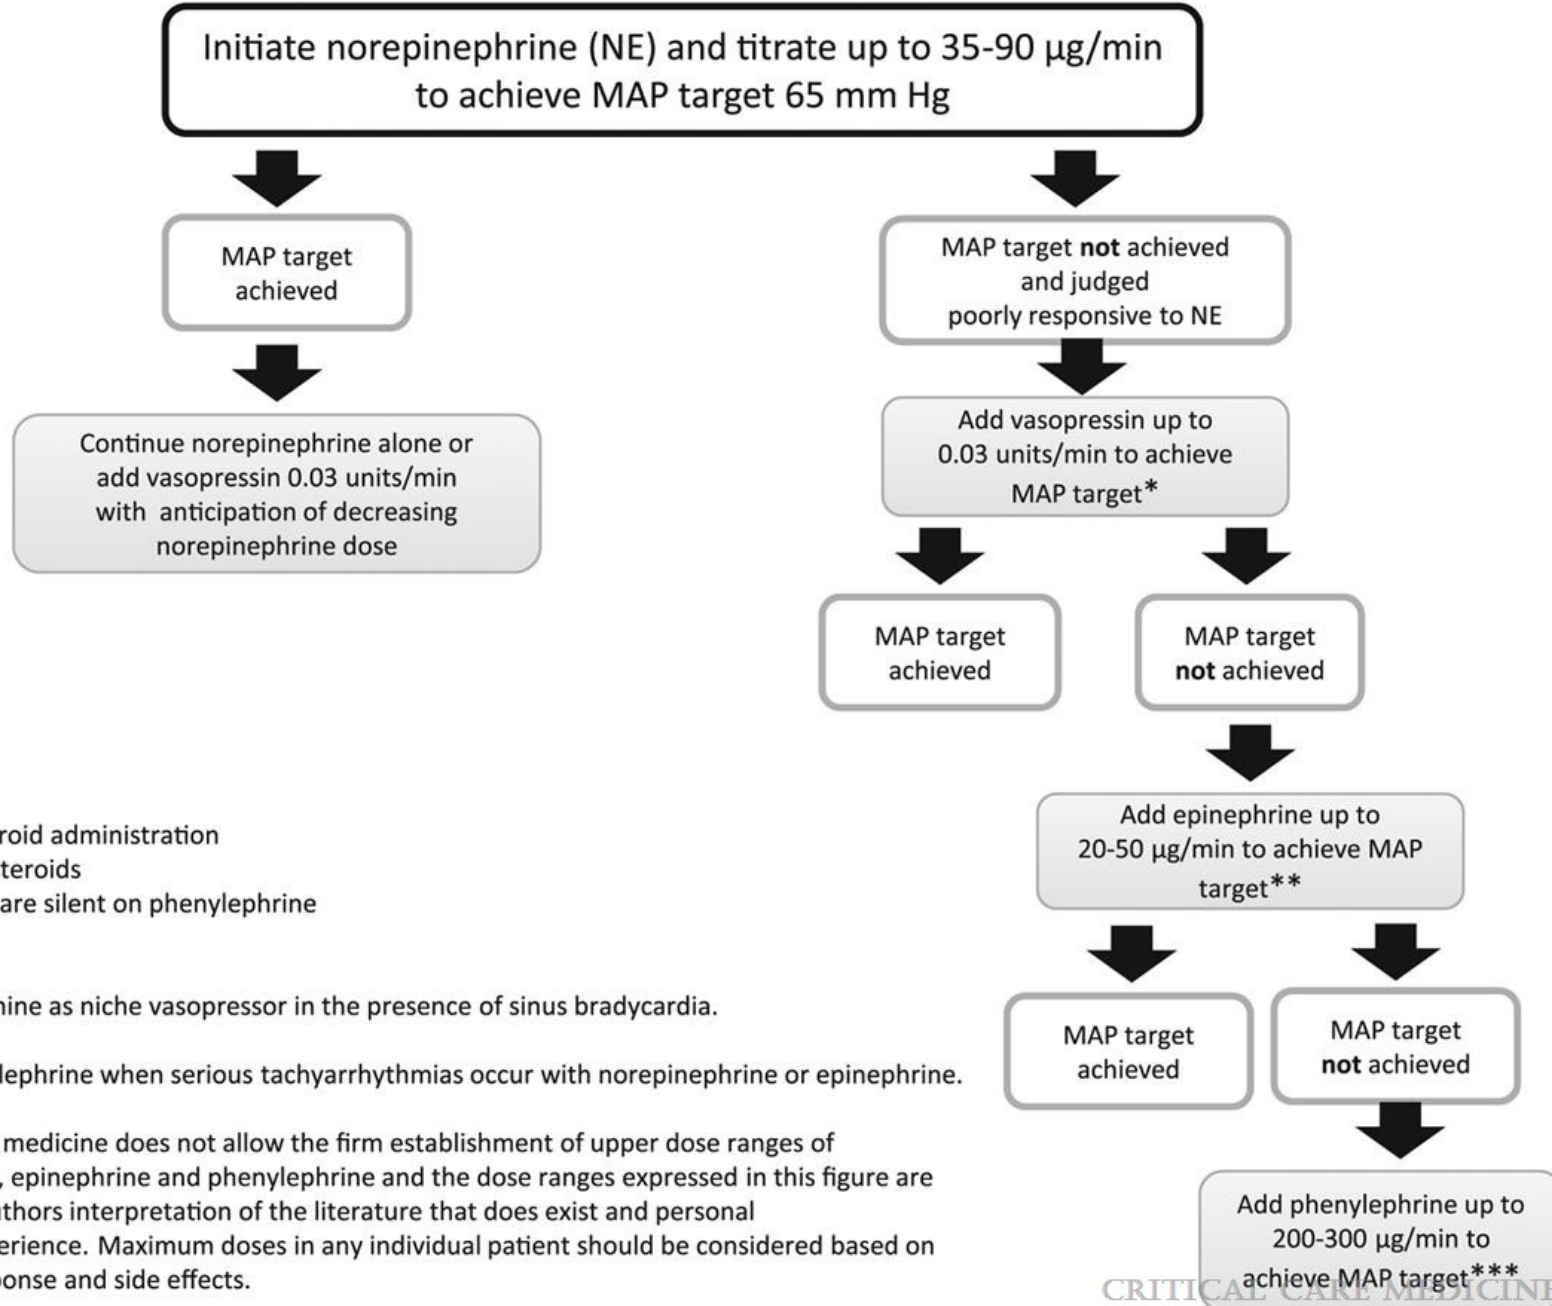 Initiate norepinephrine (NE) and titrate up to 35-90 µg/min
to achieve MAP target 65 mm Hg
MAP target
achieved
MAP target not achieved
and judged
poorly responsive to NE
Continue norepinephrine alone or
add vasopressin 0.03 units/min
with anticipation of decreasing
norepinephrine dose
Add vasopressin up to
0.03 units/min to achieve
MAP target*
MAP target
achieved
MAP target
not achieved
Add epinephrine up to
20-50 µg/min to achieve MAP
target**
MAP target
achieved
MAP target
not achieved
Add phenylephrine up to
200-300 µg/min to
achieve MAP target***
roid administration
teroids
are silent on phenylephrine
nine as niche vasopressor in the presence of sinus bradycardia.
lephrine when serious tachyarrhythmias occur with norepinephrine or epinephrine.
medicine does not allow the firm establishment of upper dose ranges of
, epinephrine and phenylephrine and the dose ranges expressed in this figure are
uthors interpretation of the literature that does exist and personal
erience. Maximum doses in any individual patient should be considered based on
onse and side effects.
CRITICAL CARE MEDICINE